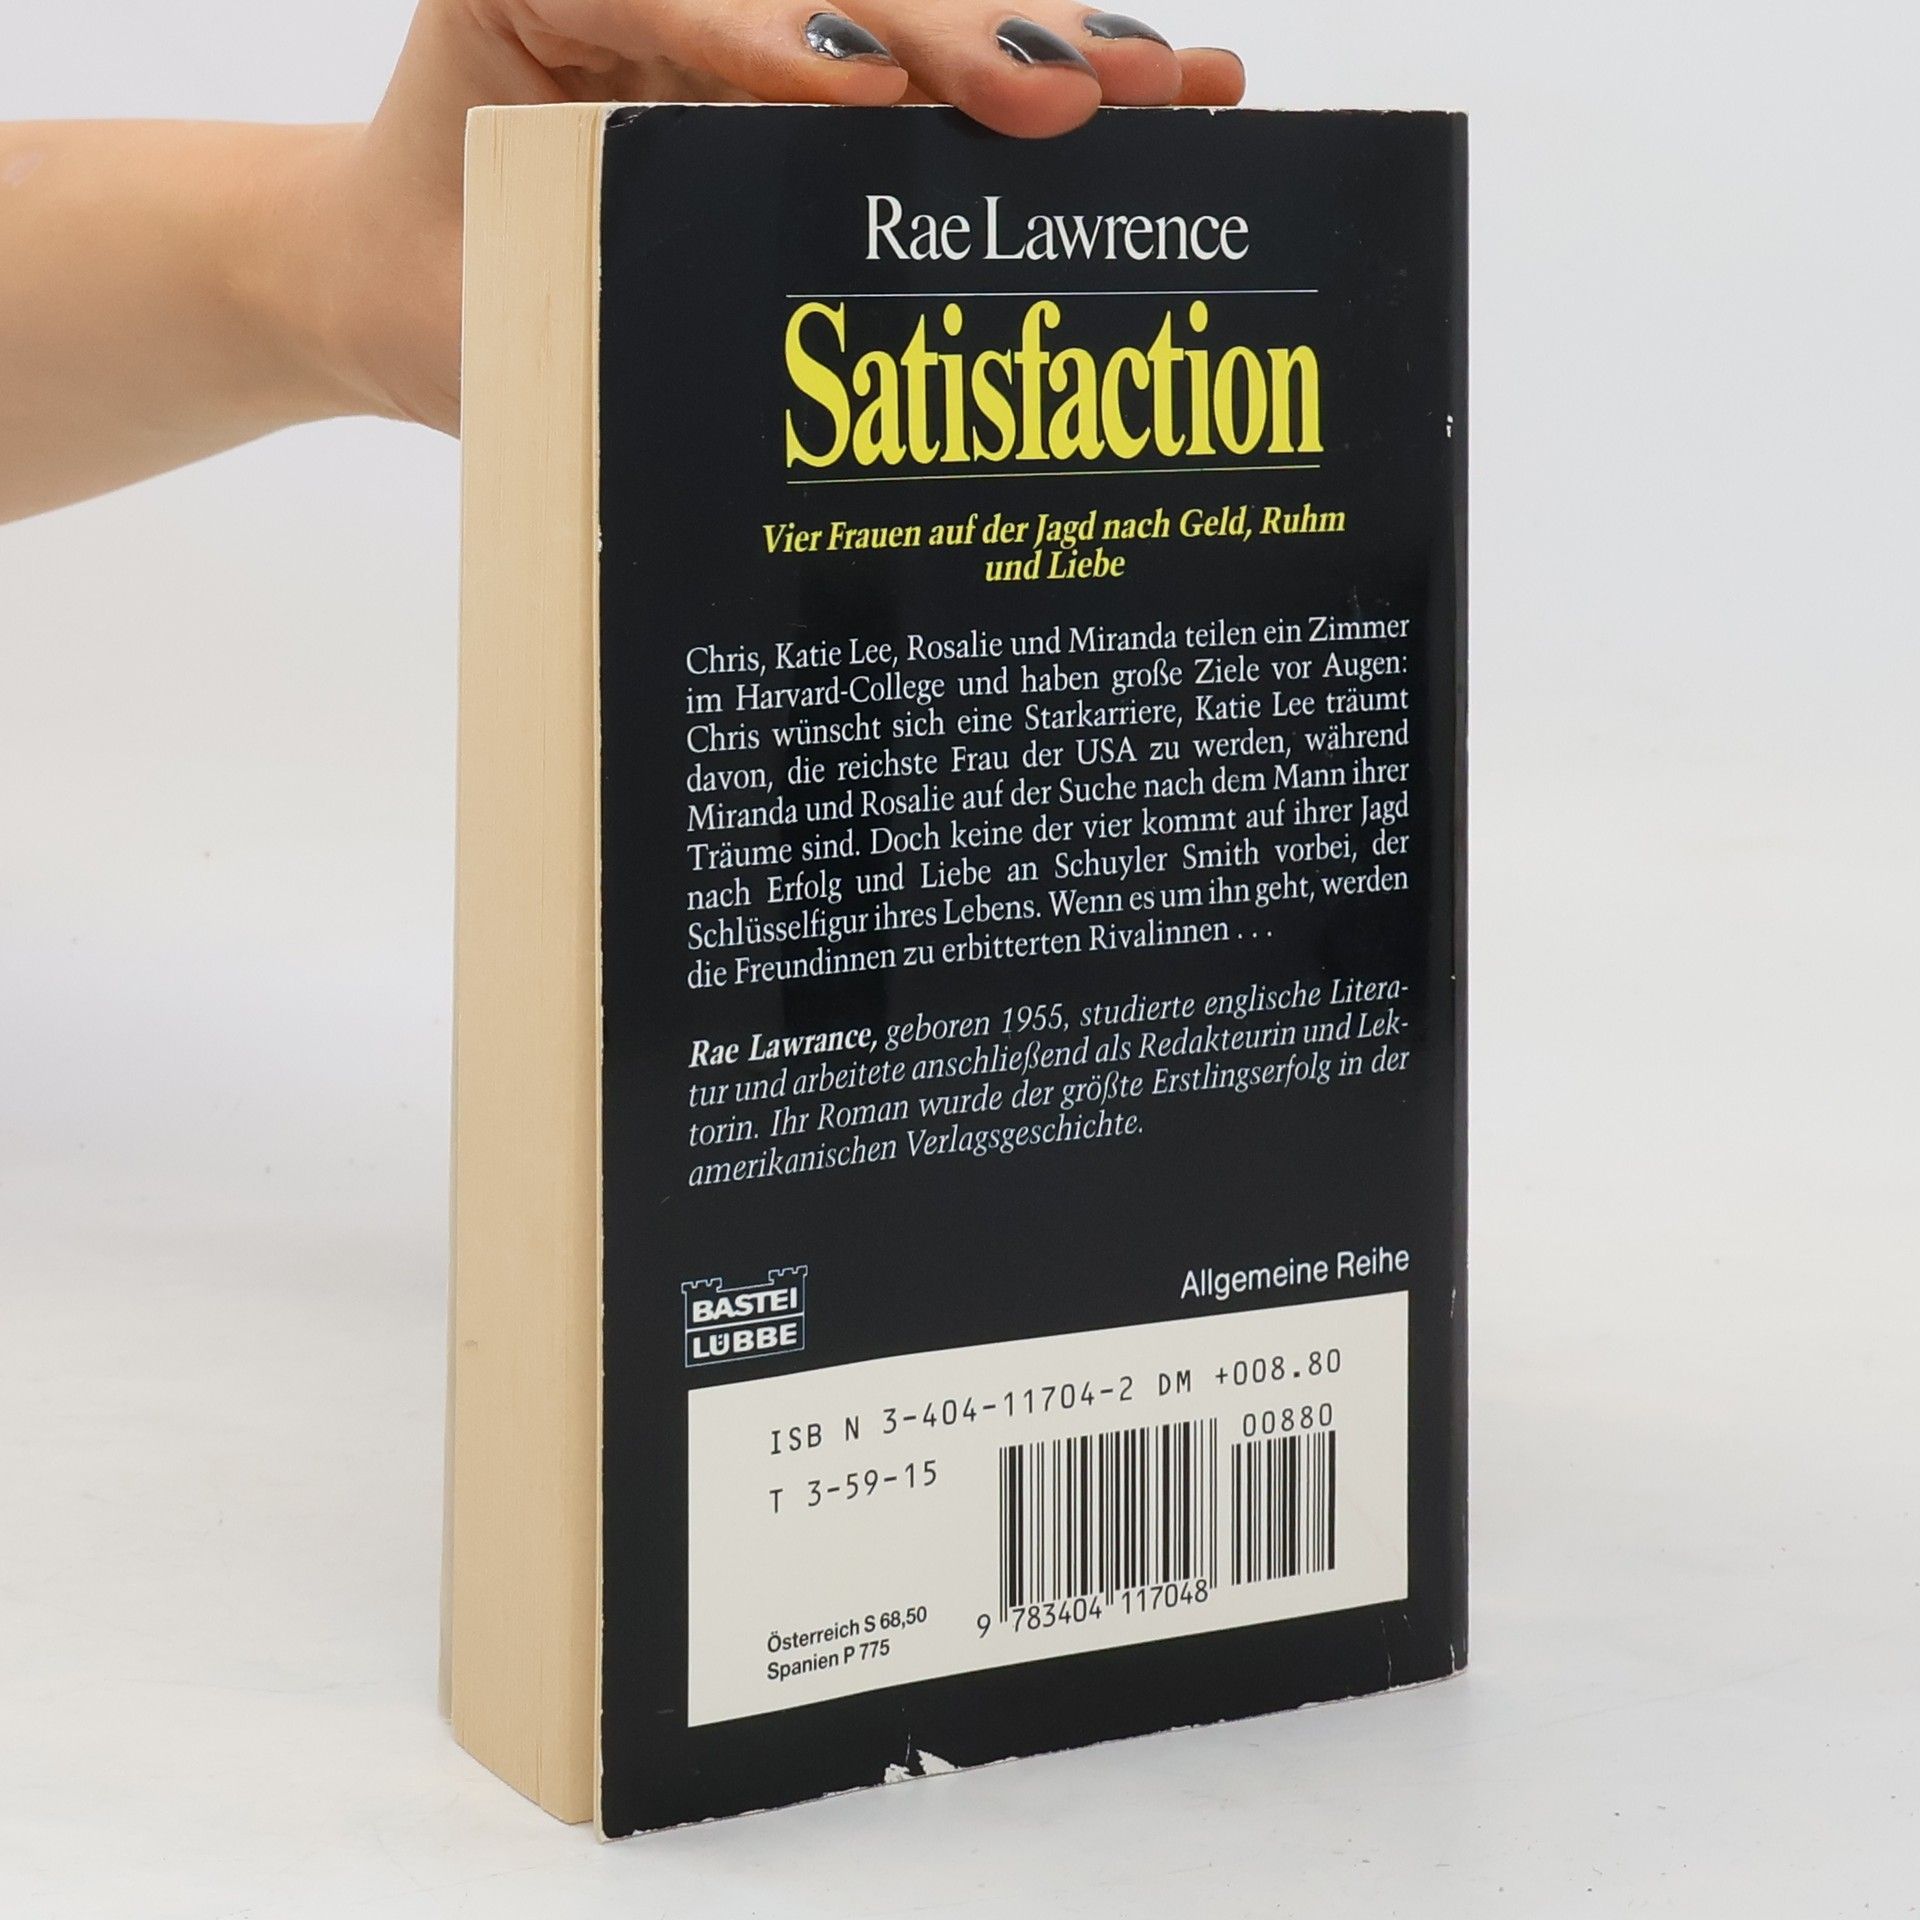 Rae Lawrence
Satisfaction
Vier Frauen auf der Jagd nach Geld, Ruhm
und Liebe
Chris, Katie Lee, Rosalie und Miranda teilen ein Zimmer
im Harvard-College und haben große Ziele vor Augen:
Chris wünscht sich eine Starkarriere, Katie Lee träumt
davon, die reichste Frau der USA zu werden, während
Miranda und Rosalie auf der Suche nach dem Mann ihrer
Träume sind. Doch keine der vier kommt auf ihrer Jagd
nach Erfolg und Liebe an Schuyler Smith vorbei, der
Schlüsselfigur ihres Lebens. Wenn es um ihn geht, werden
die Freundinnen zu erbitterten Rivalinnen . . .
Rae Lawrance, geboren 1955, studierte englische Litera-
tur und arbeitete anschließend als Redakteurin und Lek-
torin. Ihr Roman wurde der größte Erstlingserfolg in der
amerikanischen Verlagsgeschichte.
Allgemeine Reihe
BASTEI
LÜBBE
ISB N 3-404-11704-2 DM +008.80
00880
T 3-59-15
9 783404 117048
Österreich S 68,50
Spanien P 775